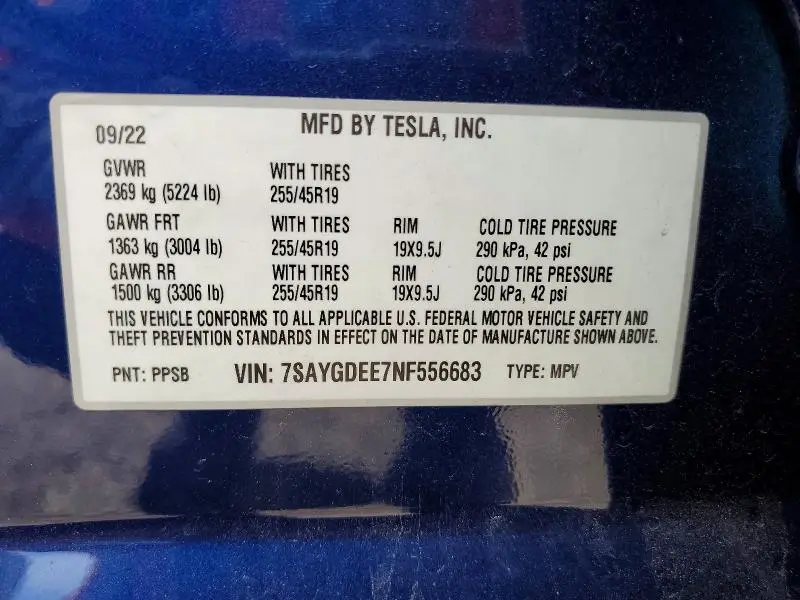 09/22 MFD BY TESLA, INC.
GVWR WITH TIRES
2369 kg (5224 lb) 255/45R19
GAWR FRT WITH TIRES RIM COLD TIRE PRESSURE
1363 kg (3004 lb) 255/45R19 19X9.5J 290 kPa, 42 psi
GAWR RR WITH TIRES RIM COLD TIRE PRESSURE
1500 kg (3306 lb) 255/45R19 19X9.5J 290 kPa, 42 psi
THIS VEHICLE CONFORMS TO ALL APPLICABLE U.S. FEDERAL MOTOR VEHICLE SAFETY AND
THEFT PREVENTION STANDARDS IN EFFECT ON THE DATE OF MANUFACTURE SHOWN ABOVE.
PNT: PPSB VIN: 7SAYGDEE7NF556683 TYPE: MPV